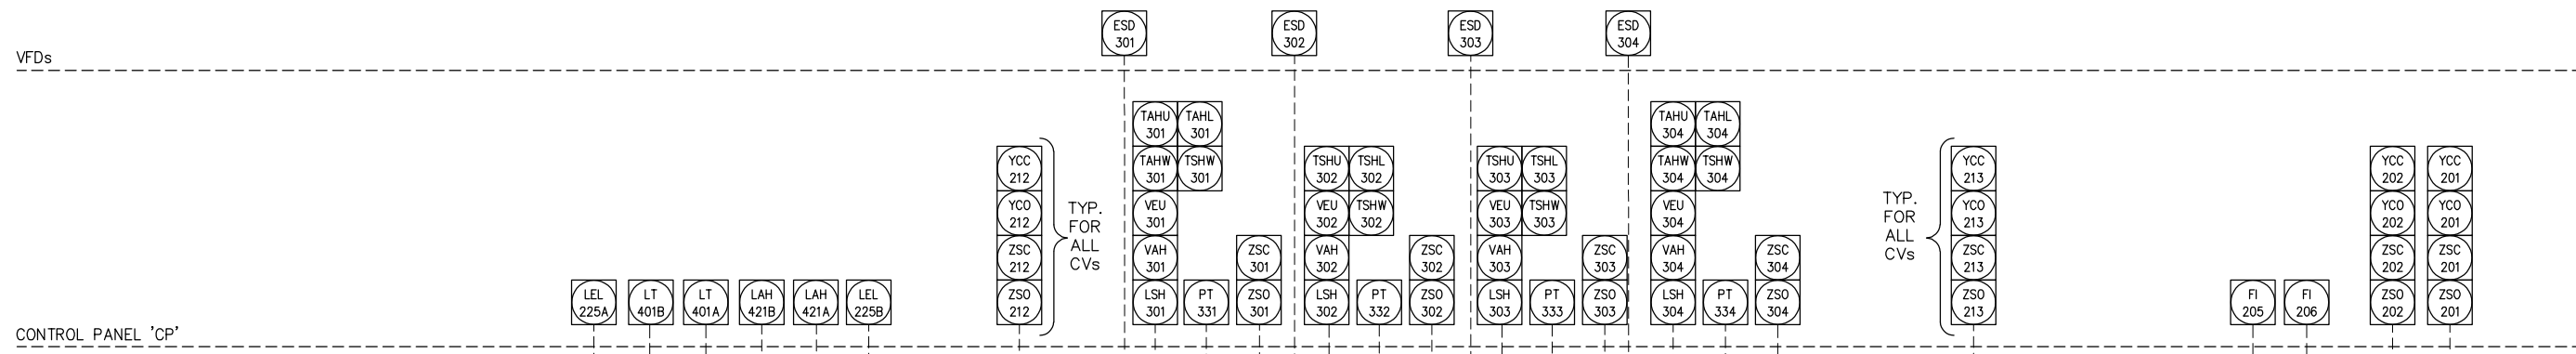 ESD
301
ESD
302
ESD
303
ESD
304
VFDs
TAHU
301
TAHL
301
TAHU
304
TAHL
304
YCC
212
TAHW
301
TSHW
301
TSHU
302
TSHL
302
TSHU
303
TSHL
303
TAHW
304
TSHW
304
YCC
213
YCC
202
YCC
201
YCO
212
TYP.
FOR
ALL
CVs
VEU
301
VEU
302
TSHW
302
VEU
303
TSHW
303
VEU
304
TYP.
FOR
ALL
CVs
YCO
213
YCO
202
YCO
201
ZSC
212
VAH
301
ZSC
301
VAH
302
ZSC
302
VAH
303
ZSC
303
VAH
304
ZSC
304
ZSC
213
ZSC
202
ZSC
201
LEL
225A
LT
401B
LT
401A
LAH
421B
LAH
421A
LEL
225B
ZSO
212
LSH
301
PT
331
ZSO
301
LSH
302
PT
332
ZSO
302
LSH
303
PT
333
ZSO
303
LSH
304
PT
334
ZSO
304
ZSO
213
FI
205
FI
206
ZSO
202
ZSO
201
CONTROL PANEL 'CP'